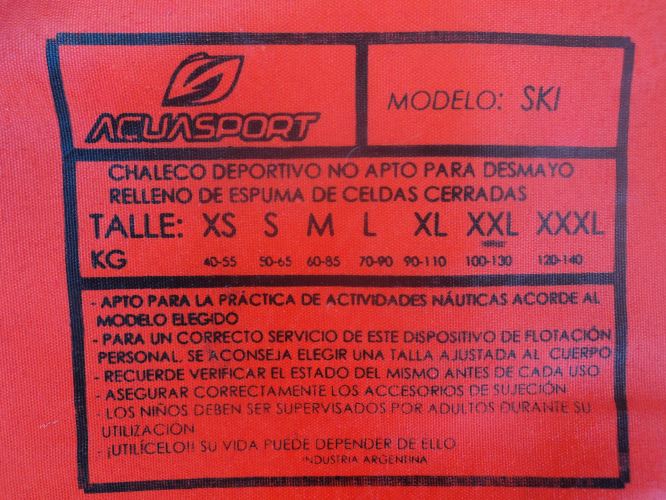 ACUASPORT
MODELO: SKI
CHALECO DEPORTIVO NO APTO PARA DESMAYO
RELLENO DE ESPUMA DE CELDAS CERRADAS
TALLE: XS S M L XL XXL XXXL
KG 40-55 50-65 60-85 70-90 90-110 100-130 120-140
- APTO PARA LA PRÁCTICA DE ACTIVIDADES NÁUTICAS ACORDE AL
MODELO ELEGIDO
- PARA UN CORRECTO SERVICIO DE ESTE DISPOSITIVO DE FLOTACIÓN
PERSONAL. SE ACONSEJA ELEGIR UNA TALLA AJUSTADA AL CUERPO
- RECUERDE VERIFICAR EL ESTADO DEL MISMO ANTES DE CADA USO
- ASEGURAR CORRECTAMENTE LOS ACCESORIOS DE SUJECIÓN.
- LOS NIÑOS DEBEN SER SUPERVISADOS POR ADULTOS DURANTE SU
UTILIZACIÓN
- ¡UTILÍCELO!! SU VIDA PUEDE DEPENDER DE ELLO
INDUSTRIA ARGENTINA